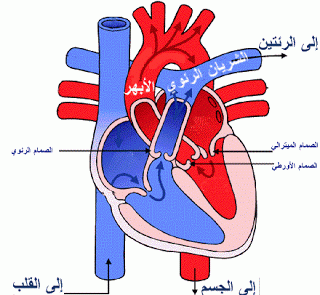 إلى الرئتين
الشريان الرئوي
الأبهر
الصمام الميترالي
الصمام الرئوي
الصمام الأورطي
إلى القلب
إلى الجسم